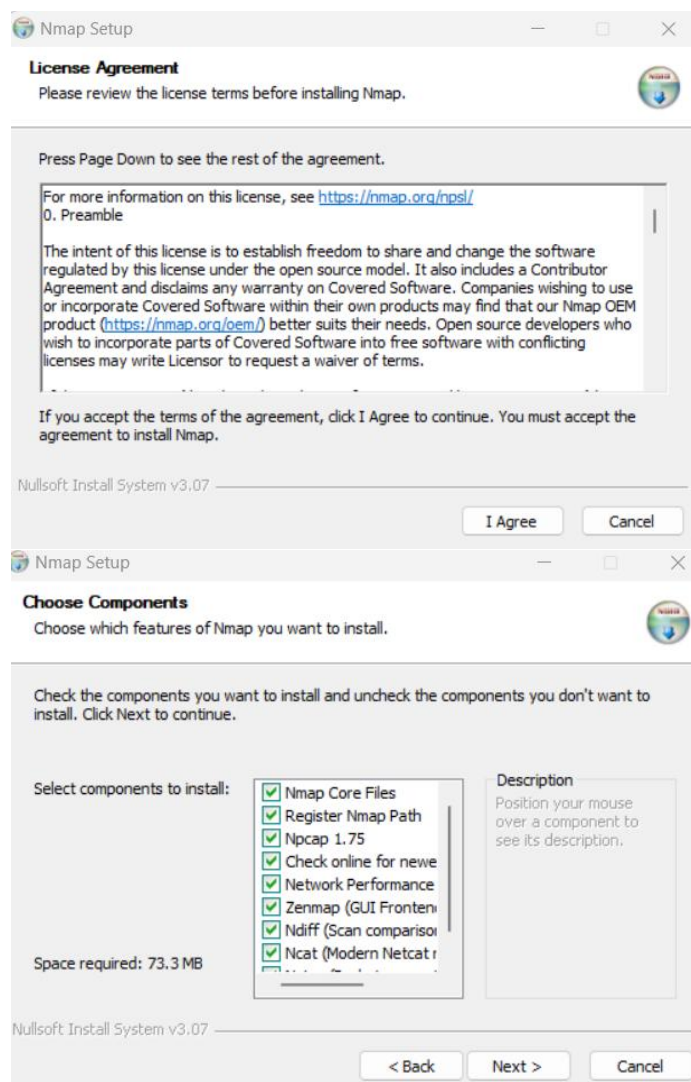 Nmap Setup
License Agreement
Please review the license terms before installing Nmap.
Press Page Down to see the rest of the agreement.
For more information on this license, see https://nmap.org/npsl/
0. Preamble
The intent of this license is to establish freedom to share and change the software
regulated by this license under the open source model. It also includes a Contributor
Agreement and disclaims any warranty on Covered Software. Companies wishing to use
or incorporate Covered Software within their own products may find that our Nmap OEM
product (https://nmap.org/oem/) better suits their needs. Open source developers who
wish to incorporate parts of Covered Software into free software with conflicting
licenses may write Licensor to request a waiver of terms.
If you accept the terms of the agreement, click I Agree to continue. You must accept the
agreement to install Nmap.
Nullsoft Install System v3.07
I Agree
Cancel
Nmap Setup
Choose Components
Choose which features of Nmap you want to install.
Check the components you want to install and uncheck the components you don't want to
install. Click Next to continue.
Select components to install:
Nmap Core Files
Register Nmap Path
Npcap 1.75
Check online for newe
Network Performance
Zenmap (GUI Fronten
Ndiff (Scan comparison
Ncat (Modern Netcat r
Description
Position your mouse
over a component to
see its description.
Space required: 73.3 MB
Nullsoft Install System v3.07
< Back
Next >
Cancel